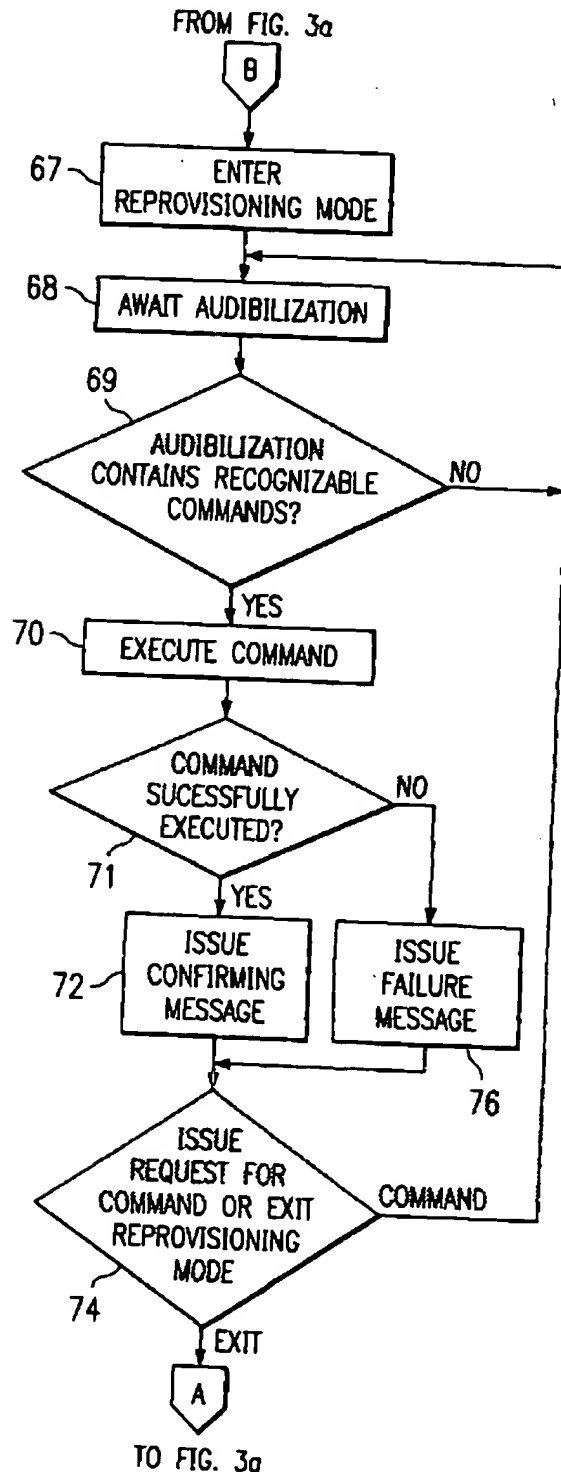 FROM FIG. 3a
B
67
ENTER
REPROVISIONING MODE
68
AWAIT AUDIBILIZATION
69
AUDIBILIZATION
CONTAINS RECOGNIZABLE
COMMANDS?
NO
YES
70
EXECUTE COMMAND
COMMAND
SUCESSFULLY
EXECUTED?
NO
71
YES
72
ISSUE
CONFIRMING
MESSAGE
ISSUE
FAILURE
MESSAGE
76
ISSUE
REQUEST FOR
COMMAND OR EXIT
REPROVISIONING
MODE
COMMAND
74
EXIT
A
TO FIG. 3a